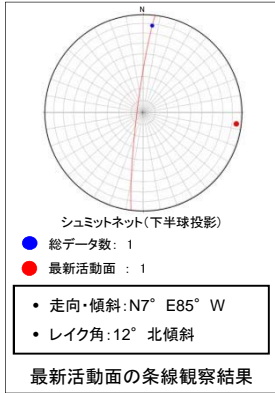 N
シュミットネット(下半球投影)
総データ数: 1
最新活動面 : 1
• 走向・傾斜:N7° E85° W
• レイク角:12° 北傾斜
最新活動面の条線観察結果